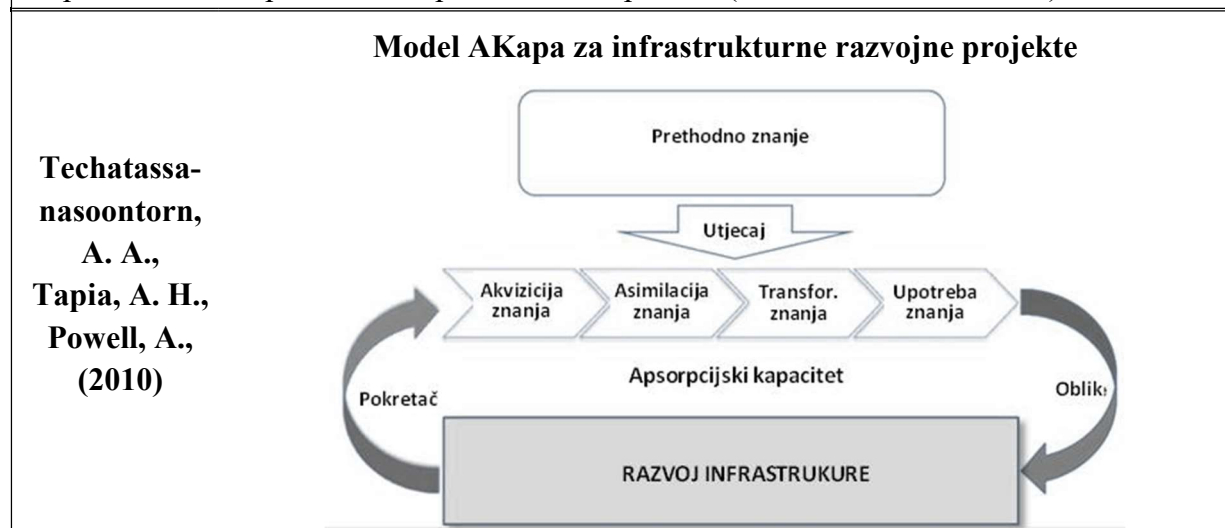 Model AKapa za infrastrukturne razvojne projekte
Techatassa-
nasoontorn,
A. A.,
Tapia, A. H.,
Powell, A.,
(2010)
Prethodno znanje
Utjecaj
Akvizicija
znanja
Asimilacija
znanja
Transfor.
znanja
Upotreba
znanja
Apsorpcijski kapacitet
Pokretač
RAZVOJ INFRASTRUKURE